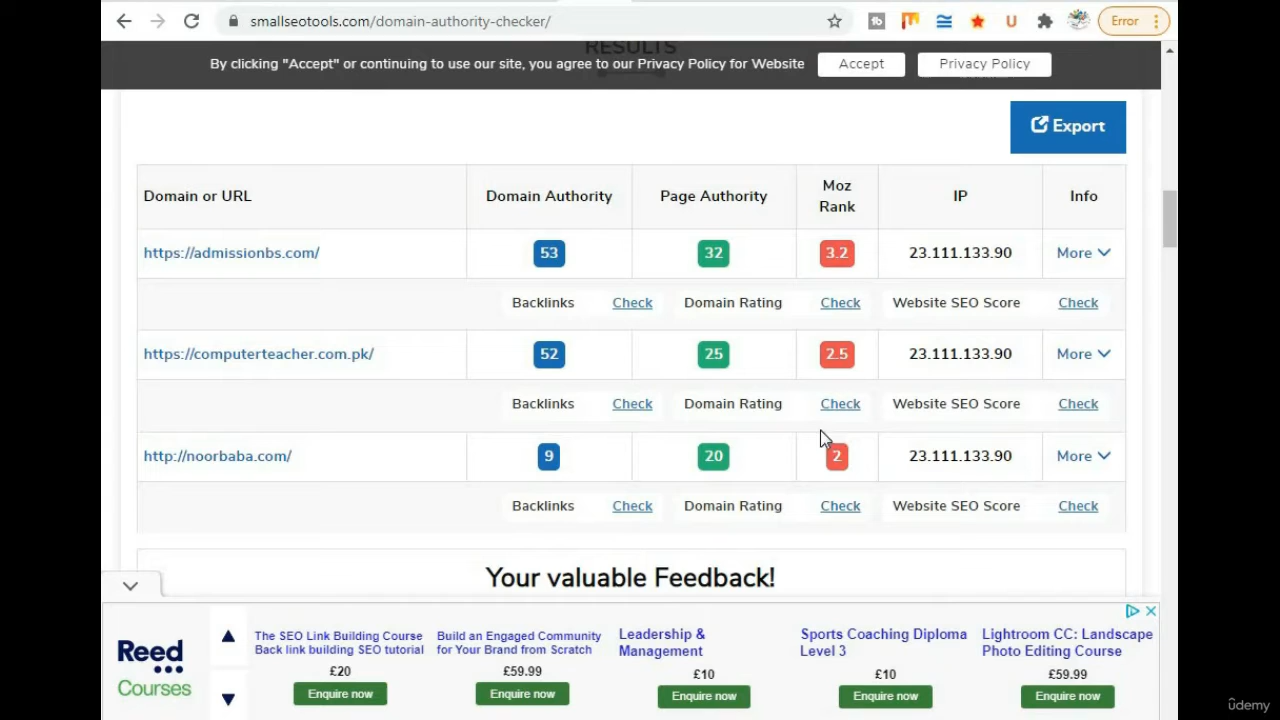 smallseotools.com/domain-authority-checker/
Error
RESULTS
By clicking "Accept" or continuing to use our site, you agree to our Privacy Policy for Website
Accept
Privacy Policy
Export
Domain or URL
Domain Authority
Page Authority
Moz
Rank
IP
Info
https://admissionbs.com/
53
32
3.2
23.111.133.90
More
Backlinks
Check
Domain Rating
Check
Website SEO Score
Check
https://computerteacher.com.pk/
52
25
2.5
23.111.133.90
More
Backlinks
Check
Domain Rating
Check
Website SEO Score
Check
http://noorbaba.com/
9
20
2
23.111.133.90
More
Backlinks
Check
Domain Rating
Check
Website SEO Score
Check
Your valuable Feedback!
Reed
Courses
The SEO Link Building Course
Back link building SEO tutorial
£20
Enquire now
Build an Engaged Community
for Your Brand from Scratch
£59.99
Enquire now
Leadership &
Management
£10
Enquire now
Sports Coaching Diploma
Level 3
£10
Enquire now
Lightroom CC: Landscape
Photo Editing Course
£59.99
Enquire now
ûdemy